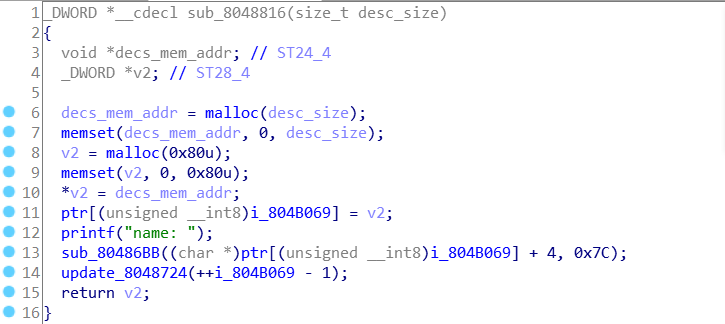 1 _DWORD *__cdecl sub_8048816(size_t desc_size)
2 {
3 void *decs_mem_addr; // ST24_4
4 _DWORD *v2; // ST28_4
5
6 decs_mem_addr = malloc(desc_size);
7 memset(decs_mem_addr, 0, desc_size);
8 v2 = malloc(0x80u);
9 memset(v2, 0, 0x80u);
10 *v2 = decs_mem_addr;
11 ptr[(unsigned __int8)i_804B069] = v2;
12 printf("name: ");
13 sub_80486BB((char *)ptr[(unsigned __int8)i_804B069] + 4, 0x7C);
14 update_8048724(++i_804B069 - 1);
15 return v2;
16 }